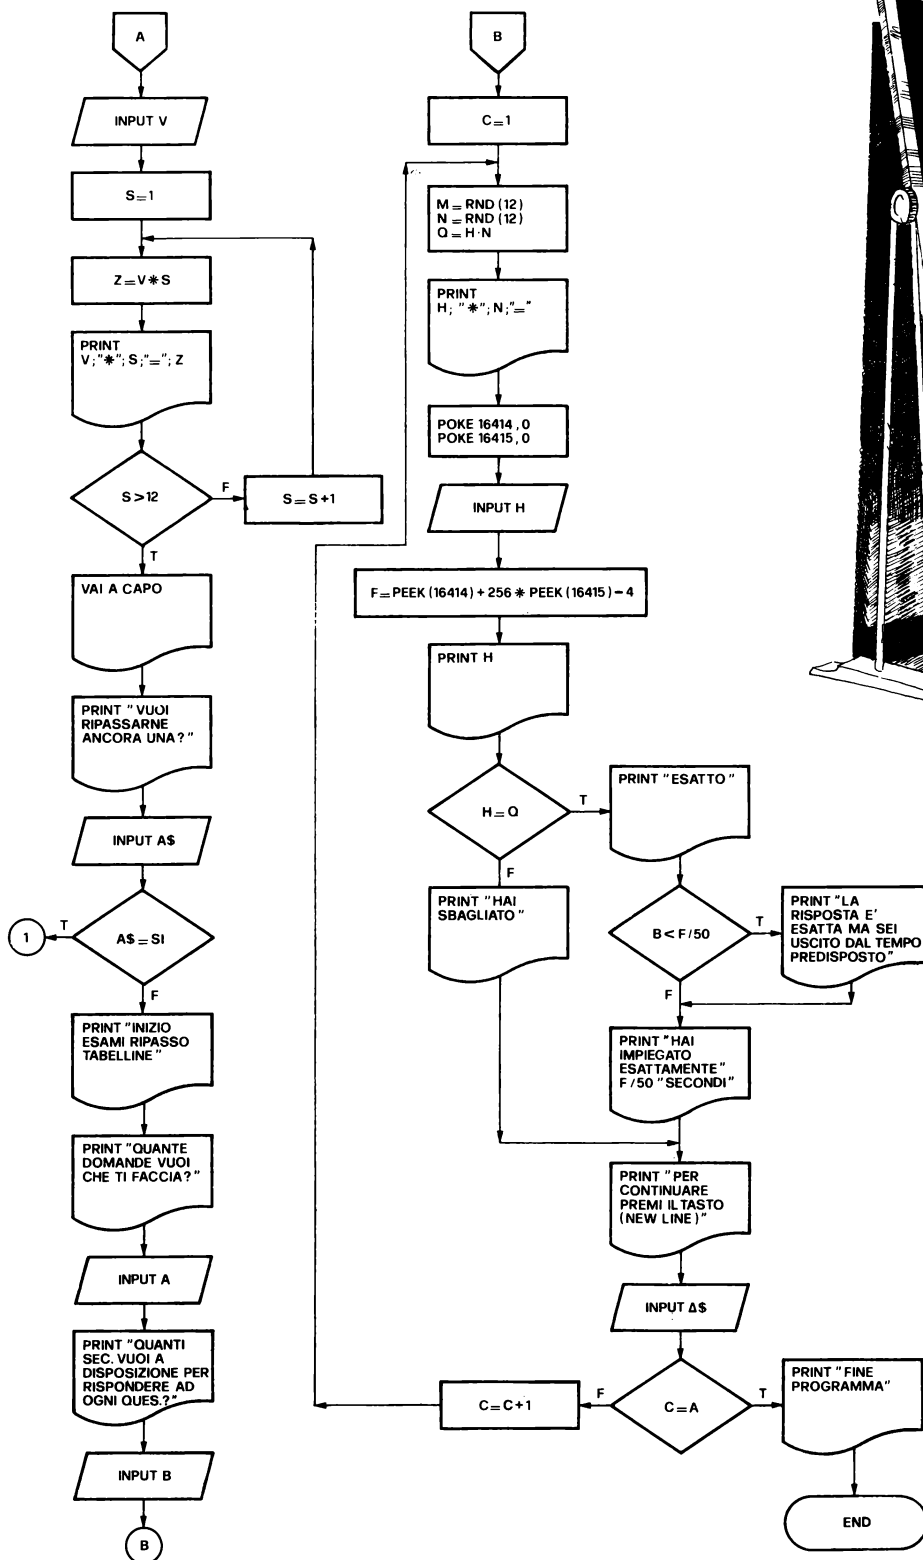 A
INPUT V
S=1
Z=V*S
PRINT
V;"*";S;"=";Z
S>12
F
S=S+1
T
VAI A CAPO
PRINT "VUOI
RIPASSARNE
ANCORA UNA?"
INPUT A$
A$=SI
T
1
F
PRINT "INIZIO
ESAMI RIPASSO
TABELLINE"
PRINT "QUANTE
DOMANDE VUOI
CHE TI FACCIA?"
INPUT A
PRINT "QUANTI
SEC. VUOI A
DISPOSIZIONE PER
RISPONDERE AD
OGNI QUES.?"
INPUT B
B
B
C=1
M=RND(12)
N=RND(12)
Q=H·N
PRINT
H; "*"; N;"="
POKE 16414,0
POKE 16415,0
INPUT H
F=PEEK(16414)+256*PEEK(16415)-4
PRINT H
H=Q
T
PRINT "ESATTO"
F
PRINT "HAI
SBAGLIATO"
B<F/50
T
PRINT "LA
RISPOSTA E'
ESATTA MA SEI
USCITO DAL TEMPO
PREDISPOSTO"
F
PRINT "HAI
IMPIEGATO
ESATTAMENTE"
F/50 "SECONDI"
PRINT "PER
CONTINUARE
PREMI IL TASTO
(NEW LINE)"
INPUT Δ$
C=A
F
C=C+1
T
PRINT "FINE
PROGRAMMA"
END